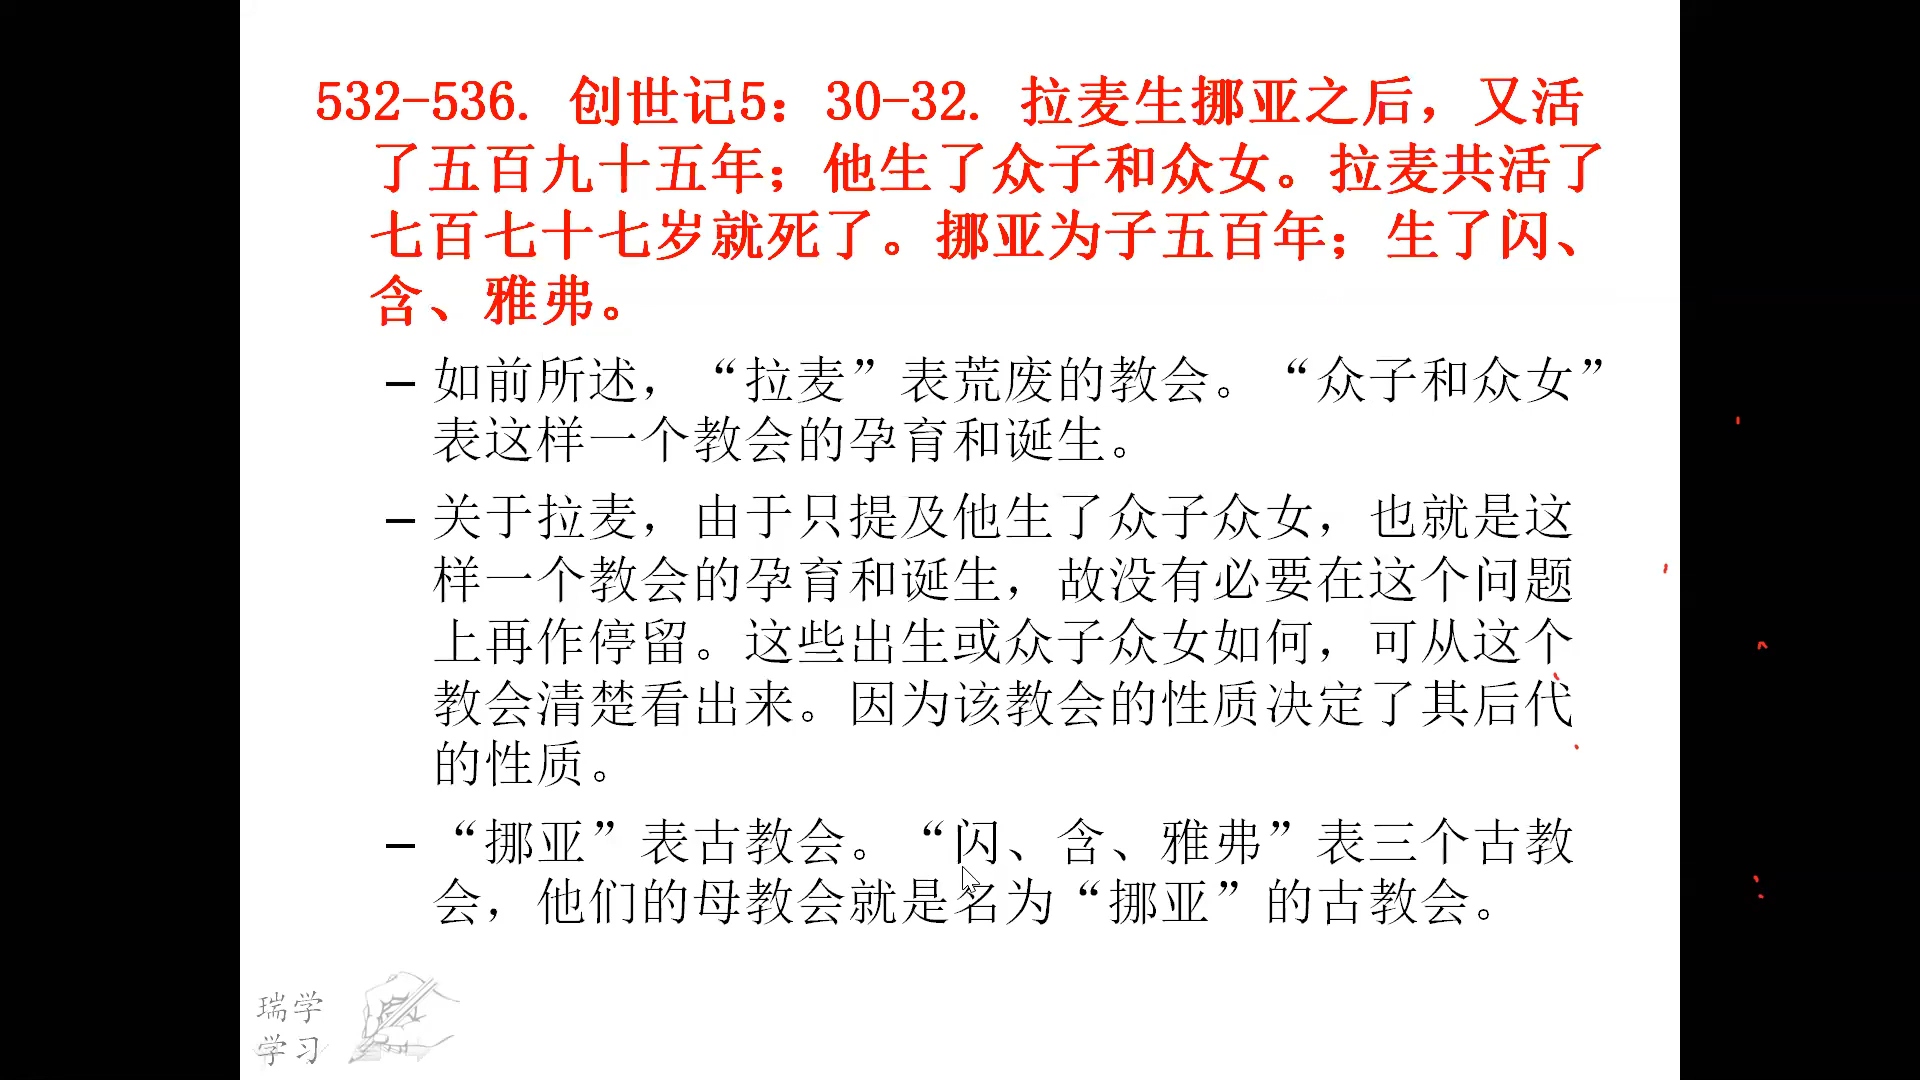 532-536. 创世记5：30-32. 拉麦生挪亚之后，又活
了五百九十五年；他生了众子和众女。拉麦共活了
七百七十七岁就死了。挪亚为子五百年；生了闪、
含、雅弗。
– 如前所述，“拉麦”表荒废的教会。“众子和众女”
表这样一个教会的孕育和诞生。
– 关于拉麦，由于只提及他生了众子众女，也就是这
样一个教会的孕育和诞生，故没有必要在这个问题
上再作停留。这些出生或众子众女如何，可从这个
教会清楚看出来。因为该教会的性质决定了其后代
的性质。
– “挪亚”表古教会。“闪、含、雅弗”表三个古教
会，他们的母教会就是名为“挪亚”的古教会。
瑞学
学习